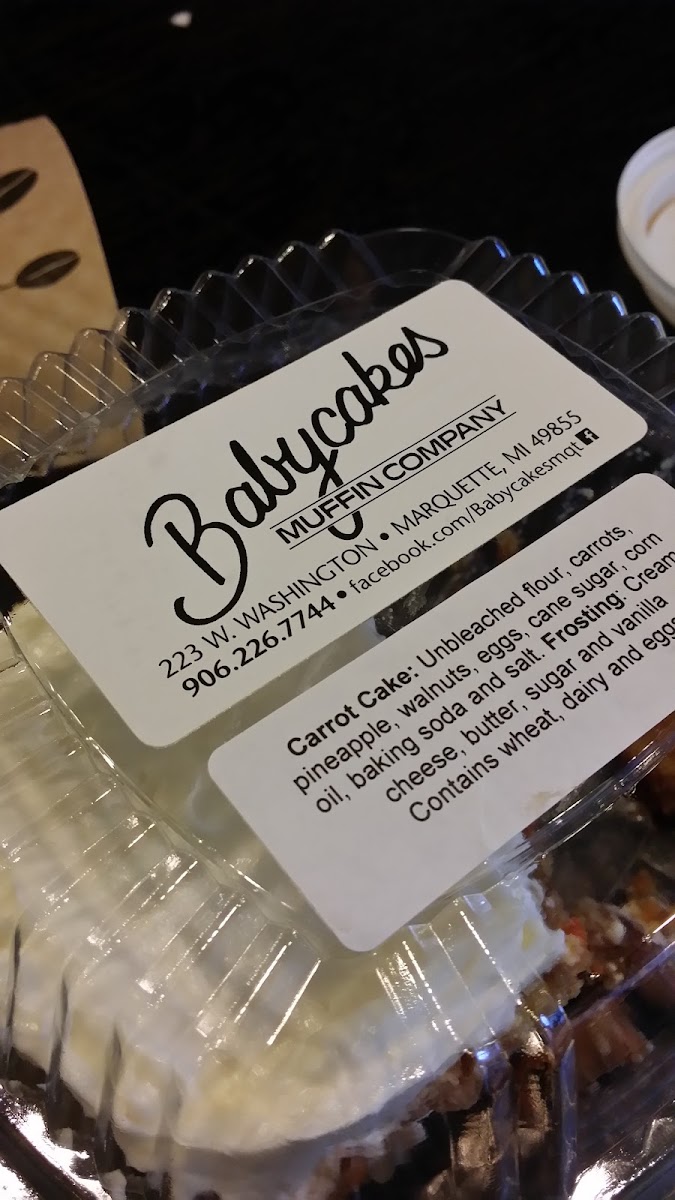 Babycakes
MUFFIN COMPANY
223 W. WASHINGTON • MARQUETTE, MI 49855
906.226.7744 • facebook.com/Babycakesmqt
Carrot Cake: Unbleached flour, carrots,
pineapple, walnuts, eggs, cane sugar, corn
oil, baking soda and salt. Frosting: Cream
cheese, butter, sugar and vanilla
Contains wheat, dairy and eggs